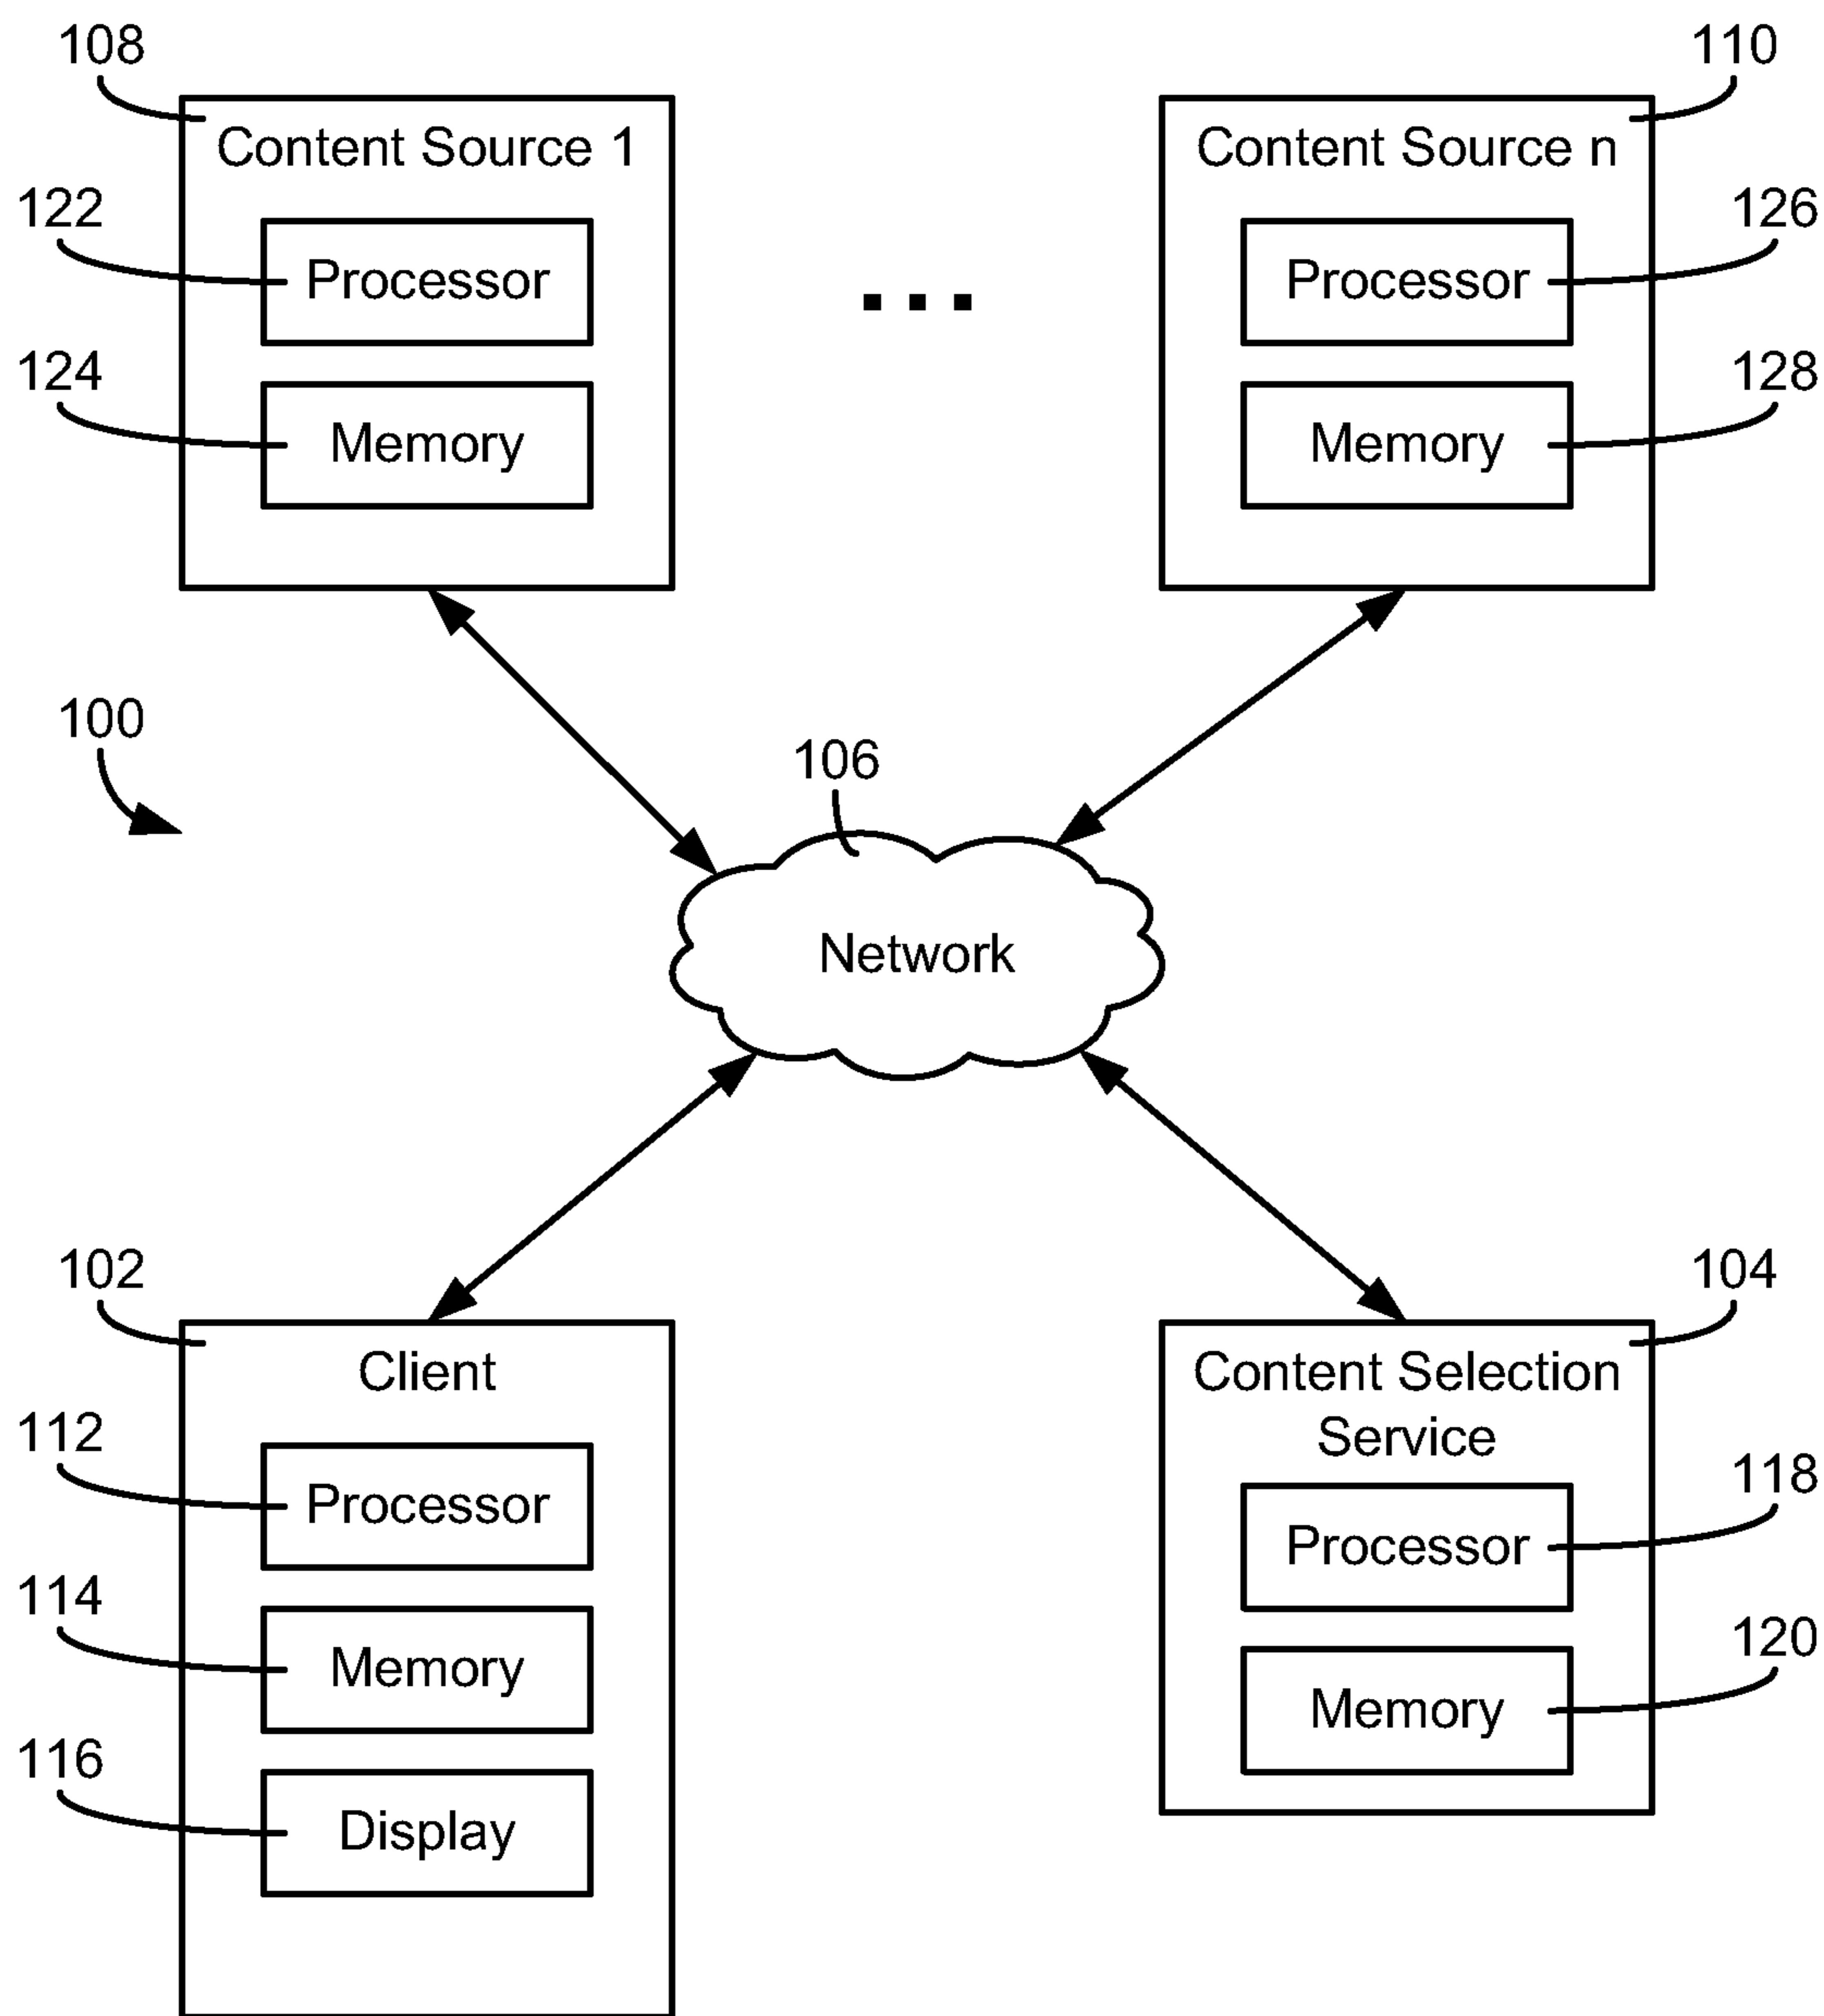 108
110
Content Source 1
Content Source n
122
126
Processor
Processor
...
124
128
Memory
Memory
100
106
Network
102
104
Client
Content Selection
Service
112
118
Processor
Processor
114
120
Memory
Memory
116
Display